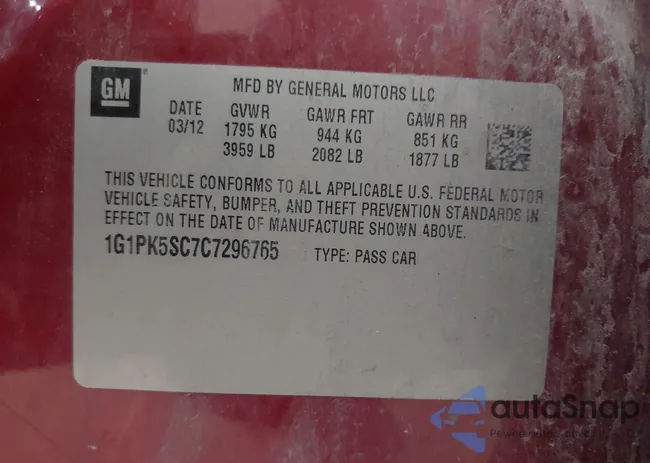 GM
MFD BY GENERAL MOTORS LLC
DATE GVWR GAWR FRT GAWR RR
03/12 1795 KG 944 KG 851 KG
3959 LB 2082 LB 1877 LB
THIS VEHICLE CONFORMS TO ALL APPLICABLE U.S. FEDERAL MOTOR
VEHICLE SAFETY, BUMPER, AND THEFT PREVENTION STANDARDS IN
EFFECT ON THE DATE OF MANUFACTURE SHOWN ABOVE.
1G1PK5SC7C7296765 TYPE: PASS CAR
autoSnap